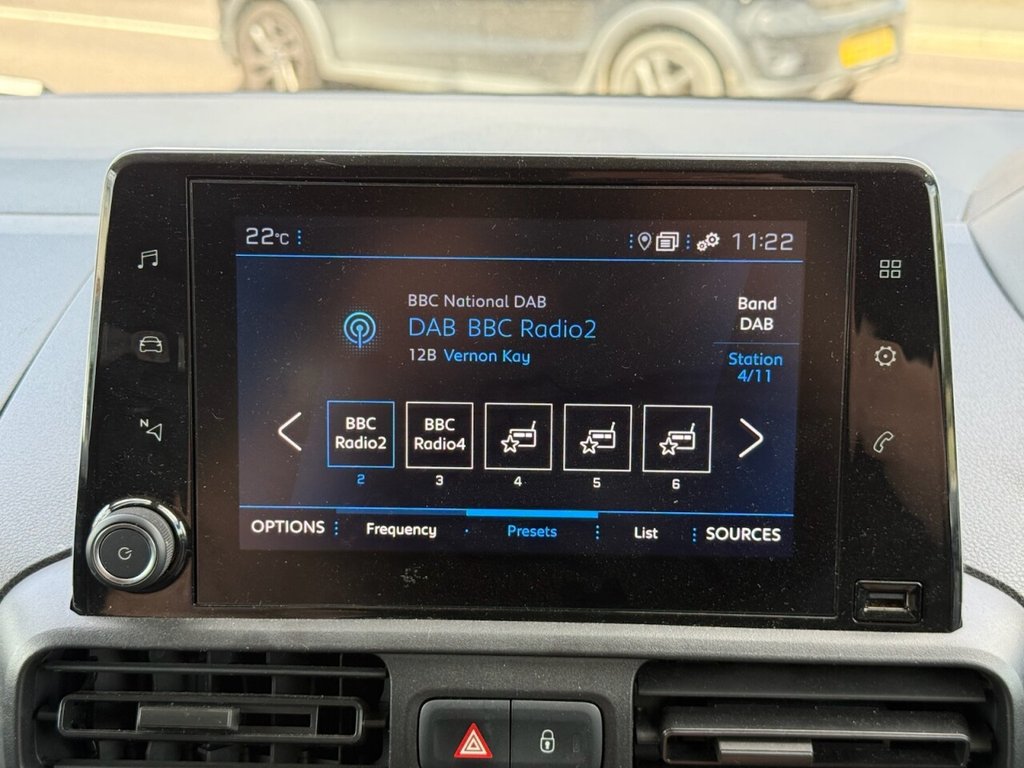 22°C
11:22
BBC National DAB
DAB BBC Radio2
12B Vernon Kay
Band
DAB
Station
4/11
N
BBC
Radio2
BBC
Radio4
2
3
4
5
6
OPTIONS
Frequency
Presets
List
SOURCES